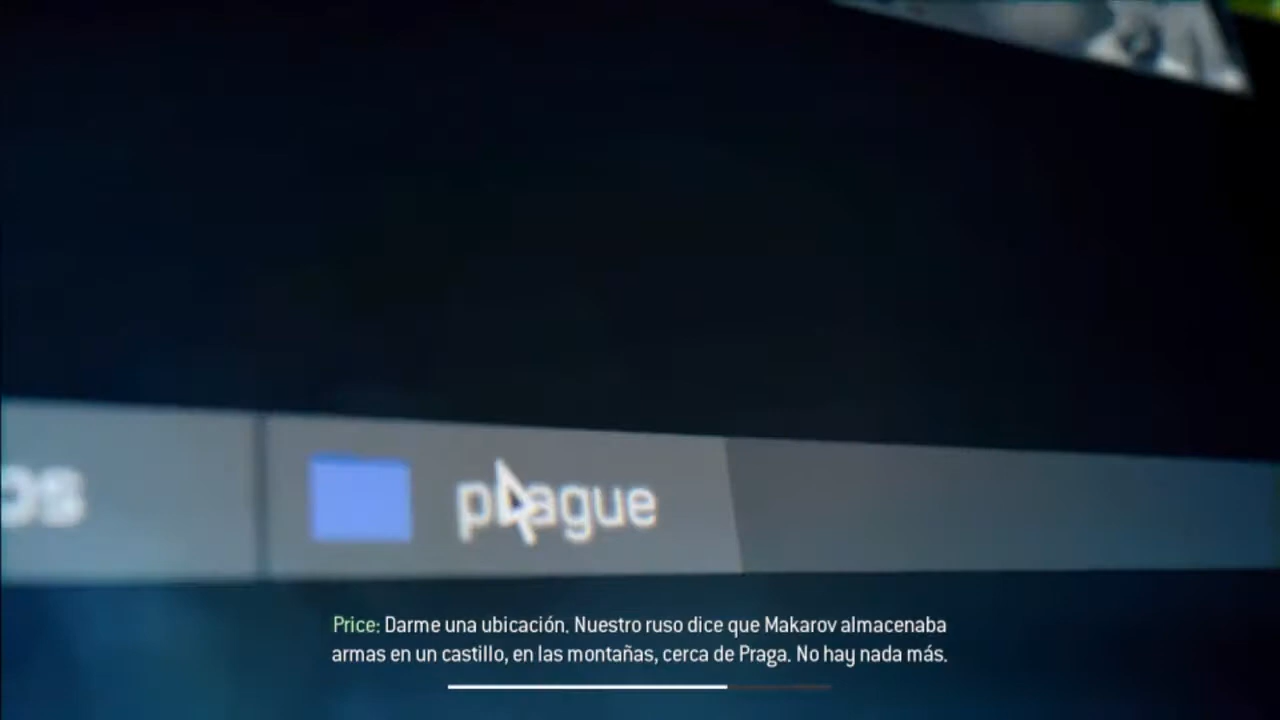 os
prague
Price: Darme una ubicación. Nuestro ruso dice que Makarov almacenaba
armas en un castillo, en las montañas, cerca de Praga. No hay nada más.